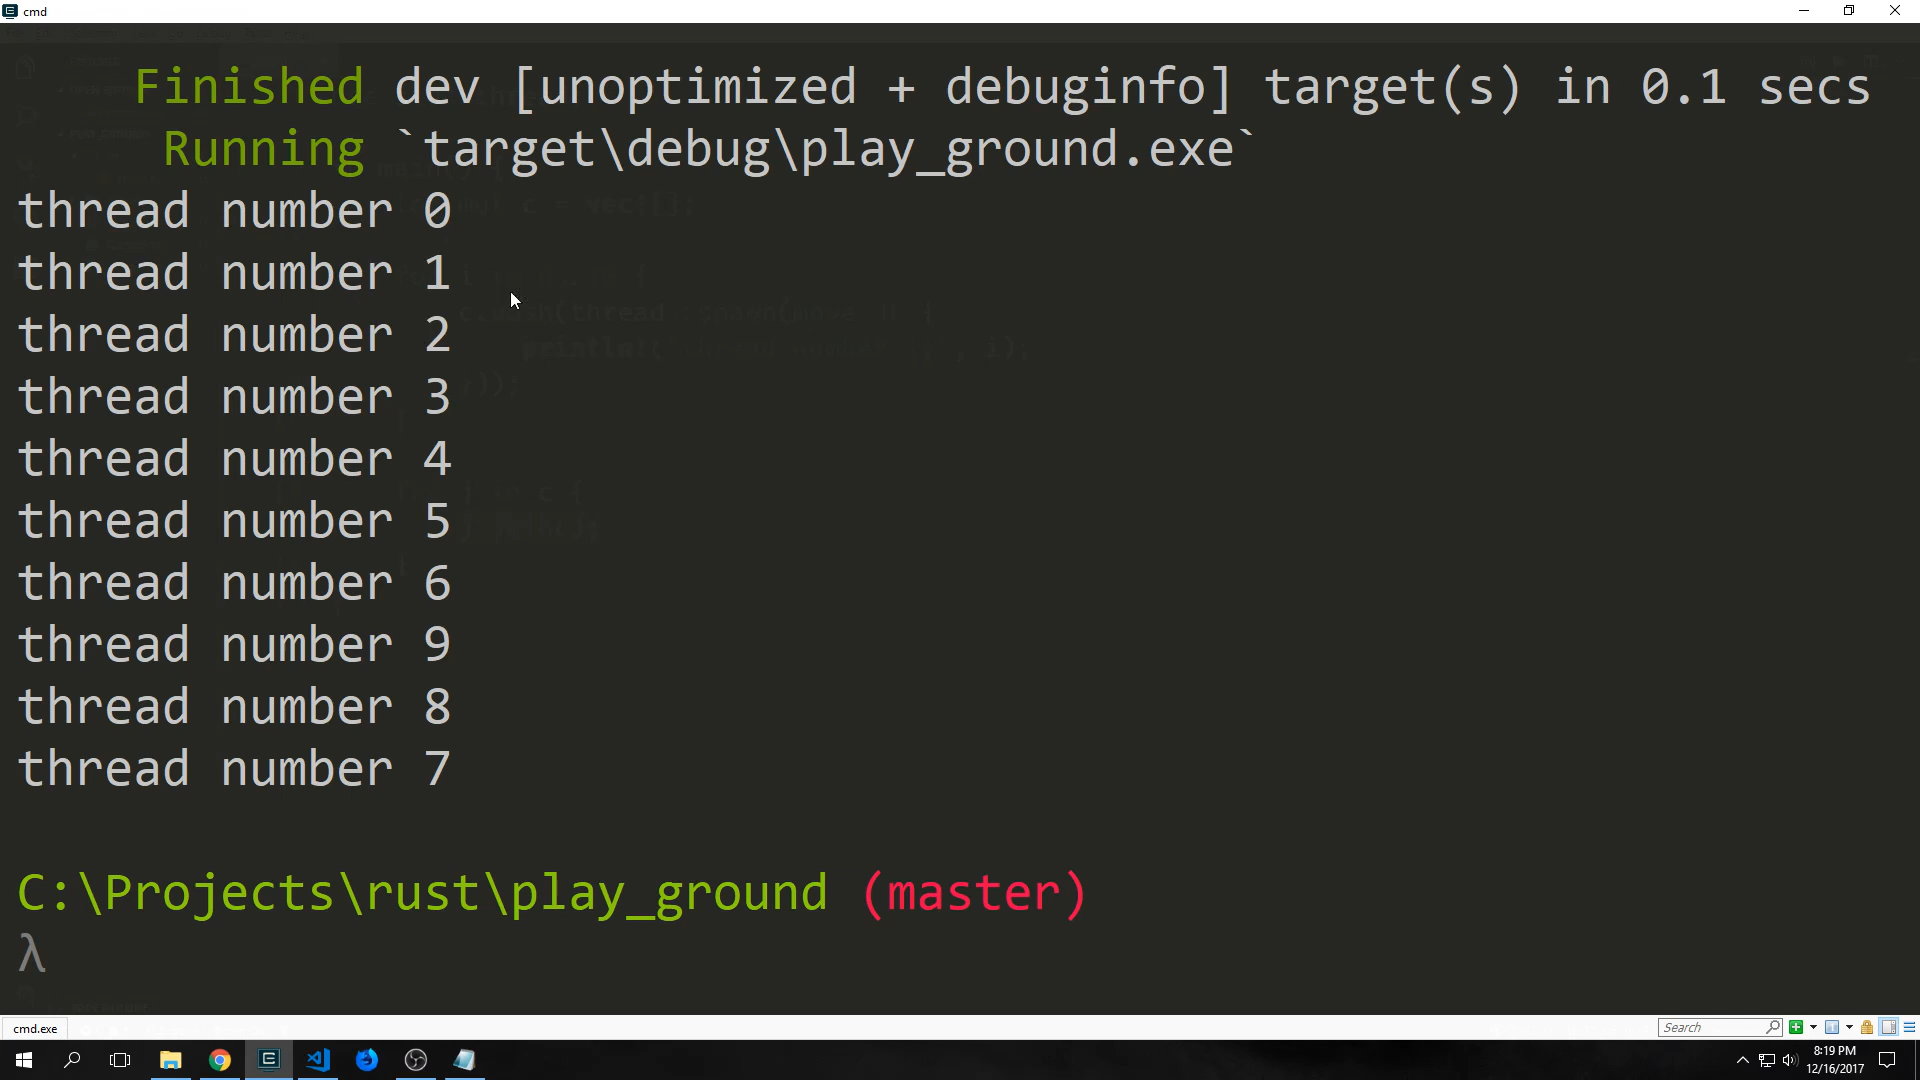 cmd
Finished dev [unoptimized + debuginfo] target(s) in 0.1 secs
Running `target\debug\play_ground.exe`
thread number 0
thread number 1
thread number 2
thread number 3
thread number 4
thread number 5
thread number 6
thread number 9
thread number 8
thread number 7
C:\Projects\rust\play_ground (master)
λ
cmd.exe
Search
8:19 PM
12/16/2017